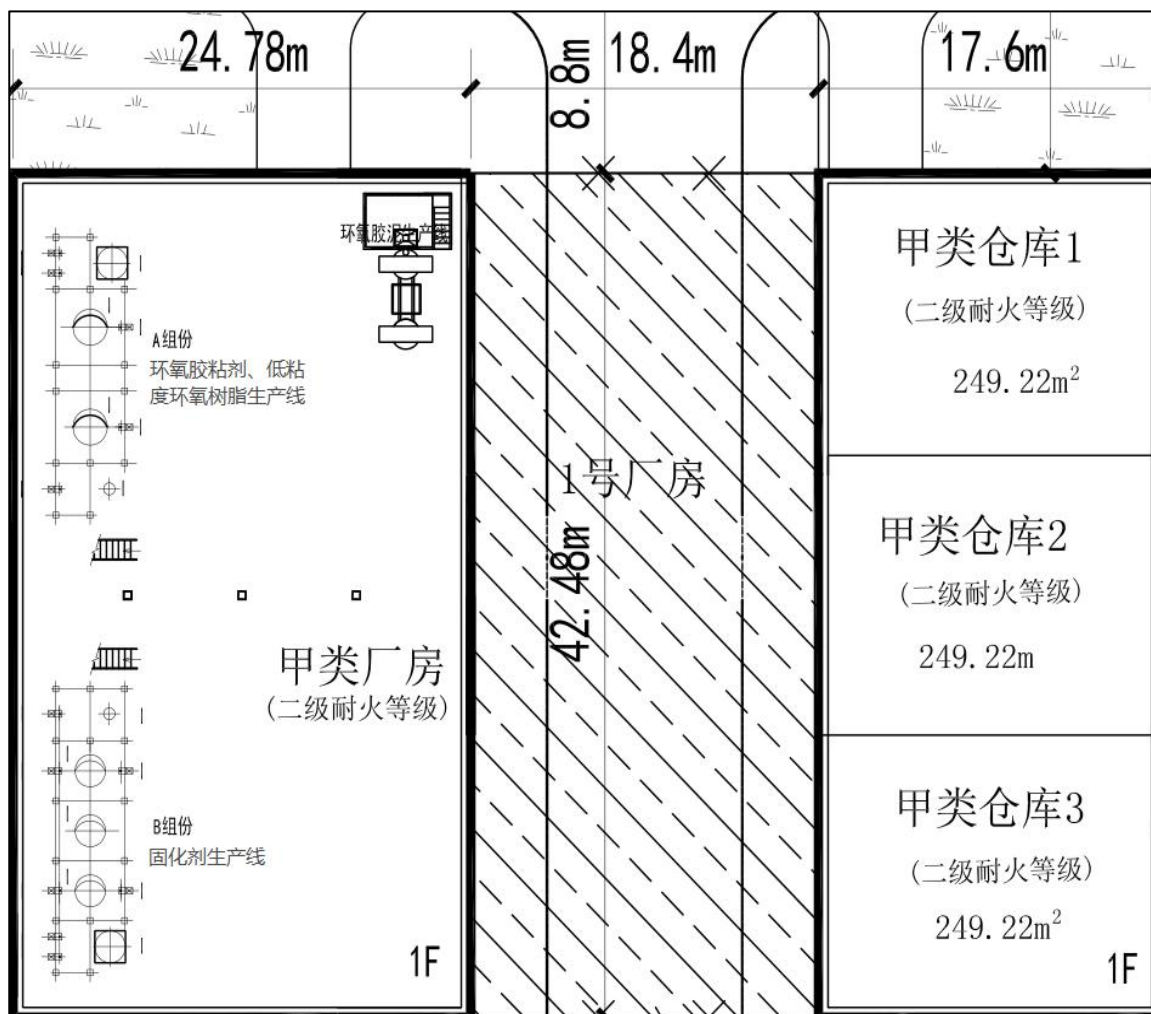 24.78m
8.8m
18.4m
17.6m
环氧胶泥生产线
A组份
环氧胶粘剂、低粘
度环氧树脂生产线
甲类仓库1
(二级耐火等级)
249.22m²
1号厂房
42.48m
甲类仓库2
(二级耐火等级)
249.22m
甲类厂房
(二级耐火等级)
B组份
固化剂生产线
1F
甲类仓库3
(二级耐火等级)
249.22m²
1F